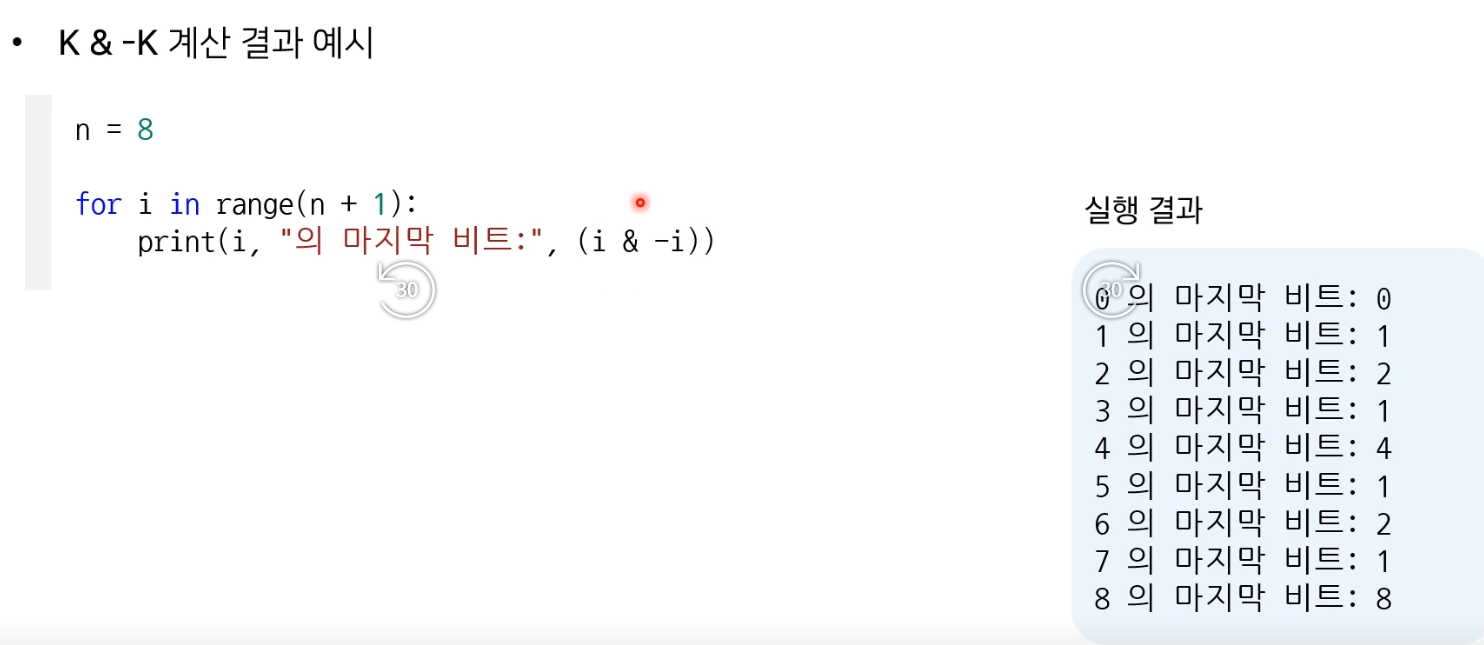 • K & -K 계산 결과 예시
n = 8
for i in range(n + 1):
    print(i, "의 마지막 비트:", (i & -i))
30
실행 결과
30
0 의 마지막 비트: 0
1 의 마지막 비트: 1
2 의 마지막 비트: 2
3 의 마지막 비트: 1
4 의 마지막 비트: 4
5 의 마지막 비트: 1
6 의 마지막 비트: 2
7 의 마지막 비트: 1
8 의 마지막 비트: 8